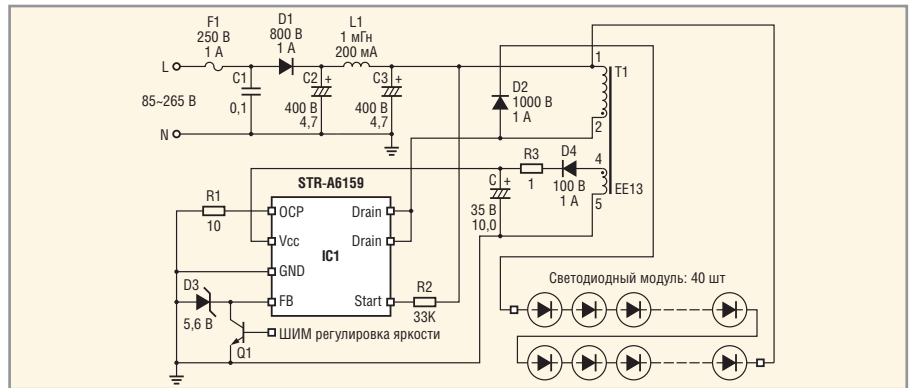 F1
250 В
1 А
D1
800 В
1 А
L1
1 мГн
200 мА
L
85~265 В
N
C1
0,1
C2
+
400 В
4,7
C3
+
400 В
4,7
D2
1000 В
1 А
1
T1
2
R3
1
D4
100 В
1 А
4
EE13
5
C
+
35 В
10,0
STR-A6159
R1
10
OCP
Drain
Vcc
Drain
IC1
GND
FB
Start
R2
33K
D3
5,6 В
Q1
ШИМ регулировка яркости
Светодиодный модуль: 40 шт